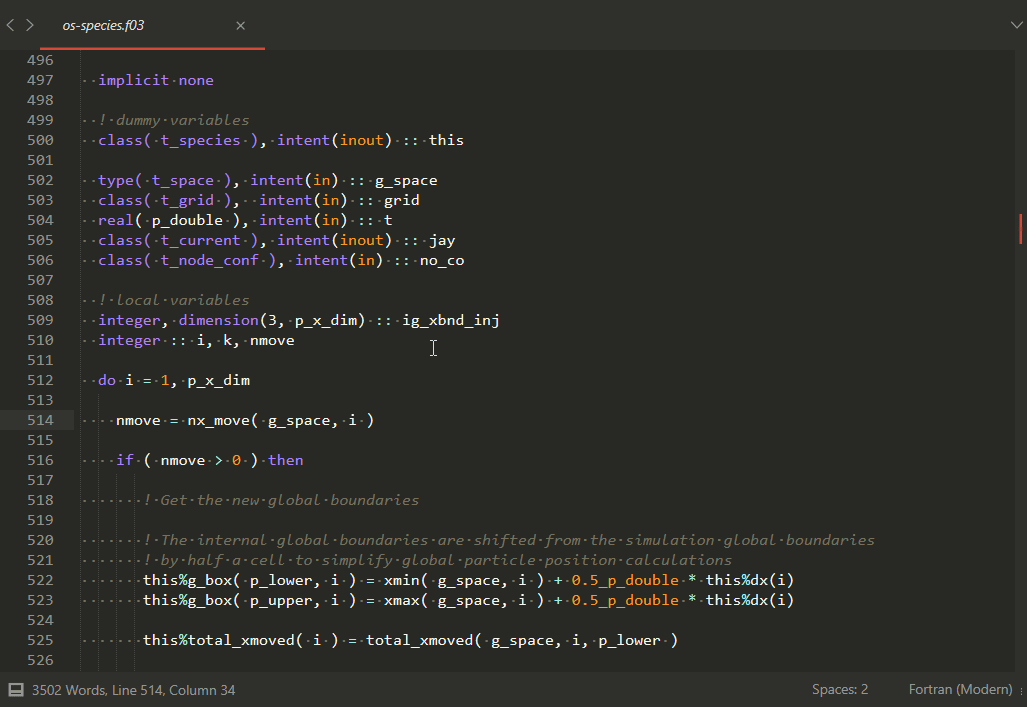 os-species.f03
496
497 implicit none
498
499 ! dummy variables
500 class( t_species ), intent(inout) :: this
501
502 type( t_space ), intent(in) :: g_space
503 class( t_grid ),  intent(in) :: grid
504 real( p_double ), intent(in) :: t
505 class( t_current ), intent(inout) :: jay
506 class( t_node_conf ), intent(in) :: no_co
507
508 ! local variables
509 integer, dimension(3, p_x_dim) :: ig_xbnd_inj
510 integer :: i, k, nmove
511
512 do i = 1, p_x_dim
513
514 nmove = nx_move( g_space, i )
515
516 if ( nmove > 0 ) then
517
518 ! Get the new global boundaries
519
520 ! The internal global boundaries are shifted from the simulation global boundaries
521 ! by half a cell to simplify global particle position calculations
522 this%g_box( p_lower, i ) = xmin( g_space, i ) + 0.5_p_double * this%dx(i)
523 this%g_box( p_upper, i ) = xmax( g_space, i ) + 0.5_p_double * this%dx(i)
524
525 this%total_xmoved( i ) = total_xmoved( g_space, i, p_lower )
526
3502 Words, Line 514, Column 34 Spaces: 2 Fortran (Modern)